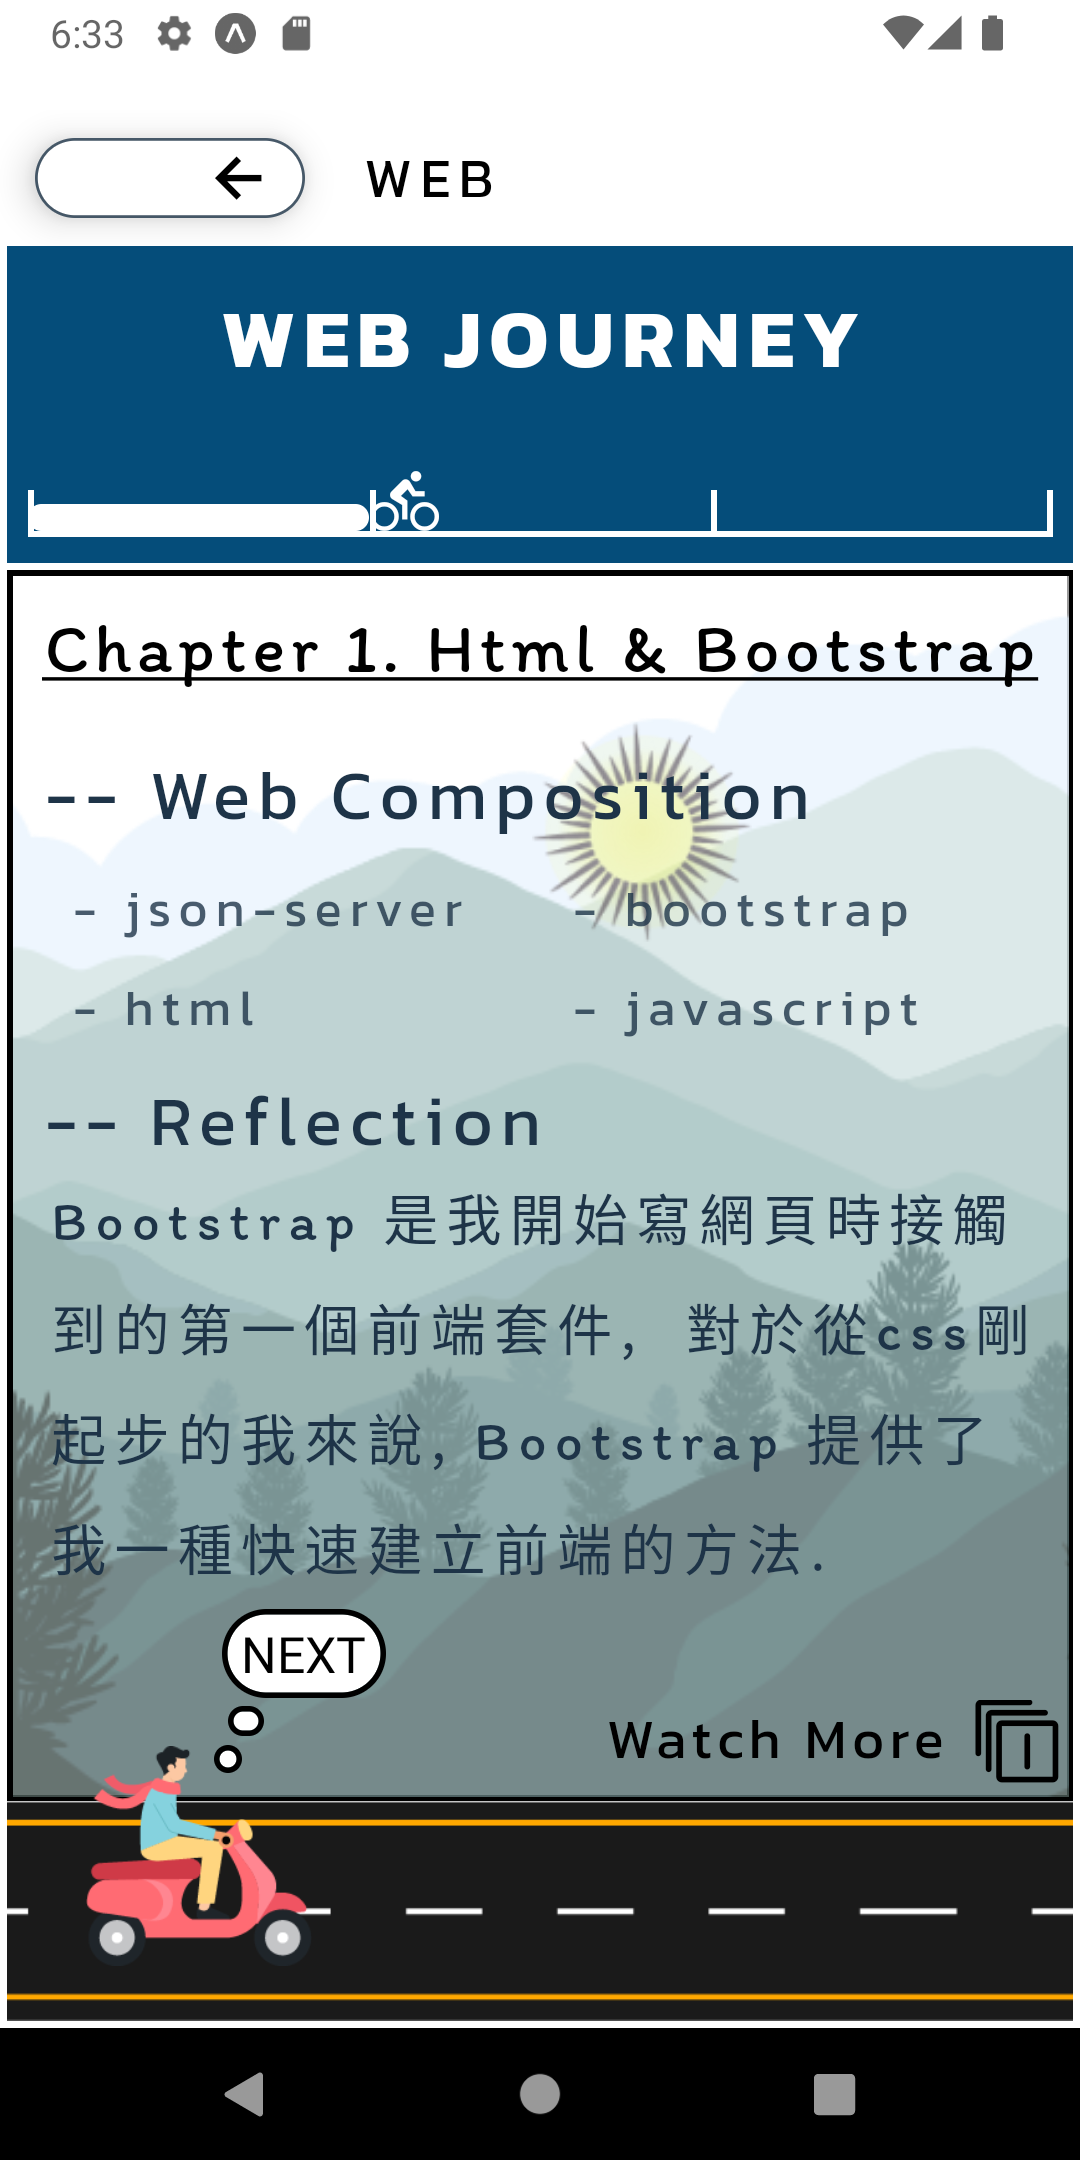 6:33
WEB
WEB JOURNEY
Chapter 1. Html & Bootstrap
-- Web Composition
- json-server - bootstrap
- html - javascript
-- Reflection
Bootstrap 是我開始寫網頁時接觸
到的第一個前端套件, 對於從css剛
起步的我來說, Bootstrap 提供了
我一種快速建立前端的方法.
NEXT
Watch More